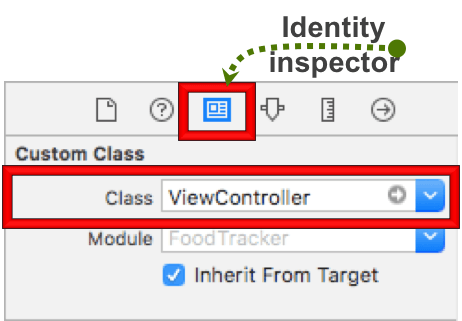 Identity
inspector
Custom Class
Class ViewController
Module FoodTracker
Inherit From Target